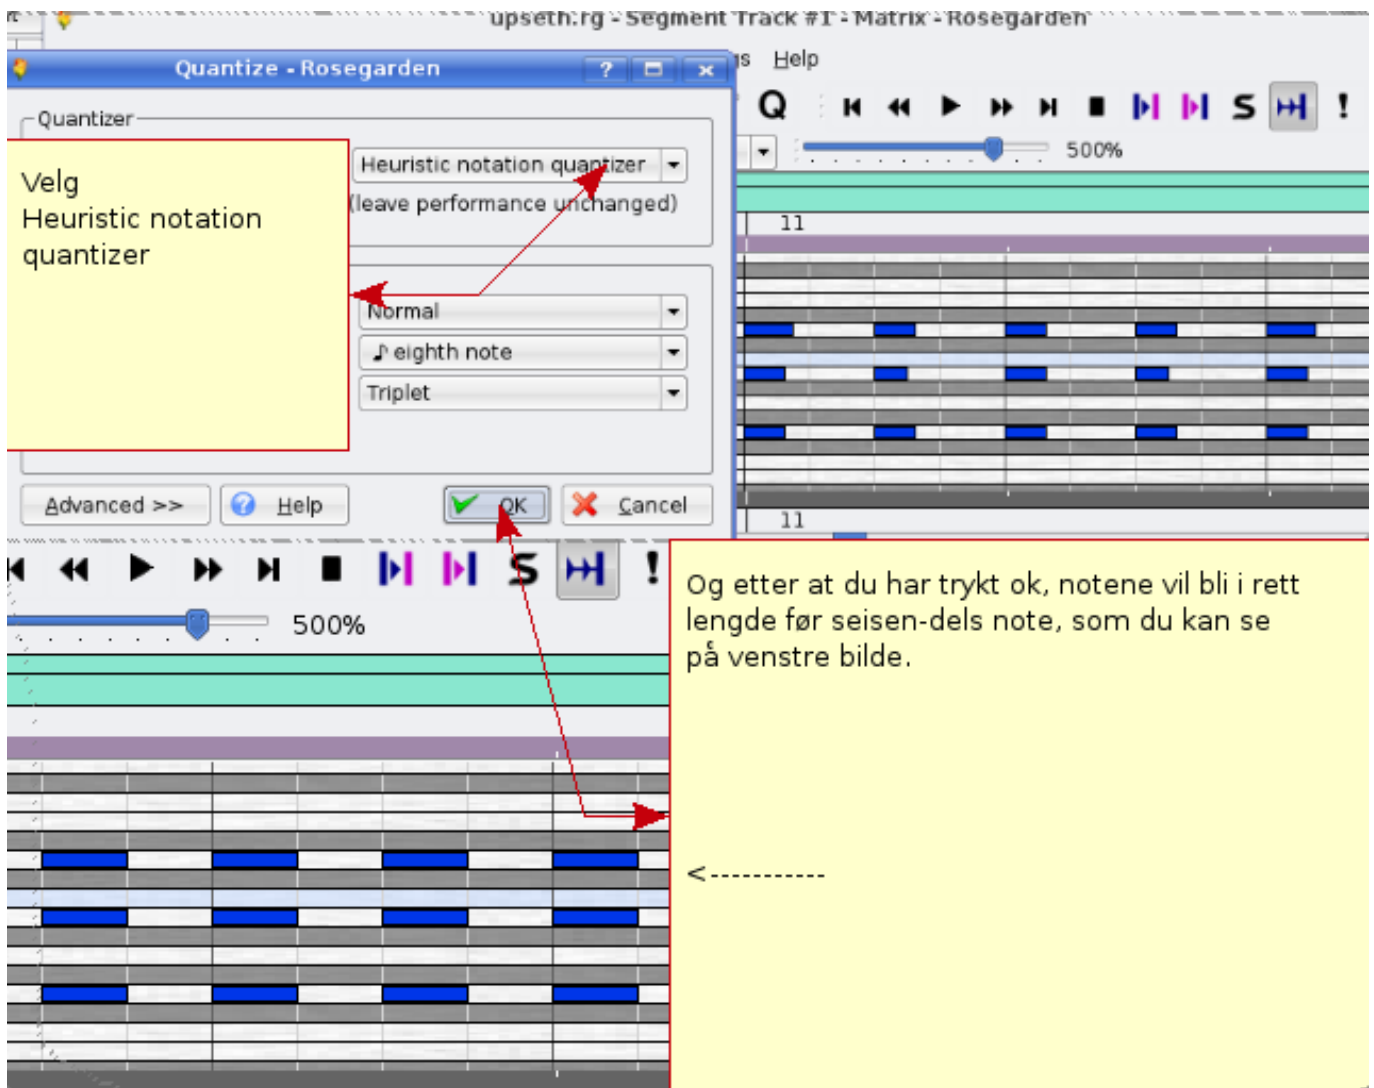 upseth.rg - Segment Track #1 - Matrix - Rosegarden
Quantize - Rosegarden
? 
Help
Q
S
!
500%
Quantizer
Velg
Heuristic notation
quantizer
Heuristic notation quantizer
(leave performance unchanged)
11
Normal
eighth note
Triplet
Advanced >>
Help
OK
Cancel
11
S
!
500%
Og etter at du har trykt ok, notene vil bli i rett
lengde før seisen-dels note, som du kan se
på venstre bilde.
<-----------